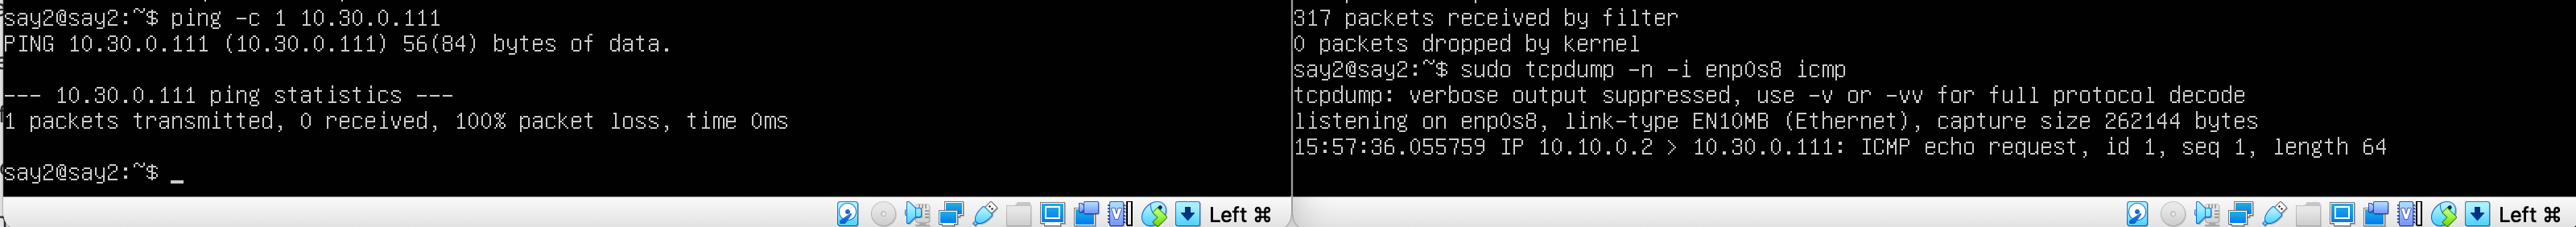 say2@say2:~$ ping -c 1 10.30.0.111
PING 10.30.0.111 (10.30.0.111) 56(84) bytes of data.
--- 10.30.0.111 ping statistics ---
1 packets transmitted, 0 received, 100% packet loss, time 0ms
say2@say2:~$ _
Left ⌘
317 packets received by filter
0 packets dropped by kernel
say2@say2:~$ sudo tcpdump -n -i enp0s8 icmp
tcpdump: verbose output suppressed, use -v or -vv for full protocol decode
listening on enp0s8, link-type EN10MB (Ethernet), capture size 262144 bytes
15:57:36.055759 IP 10.10.0.2 > 10.30.0.111: ICMP echo request, id 1, seq 1, length 64
Left ⌘